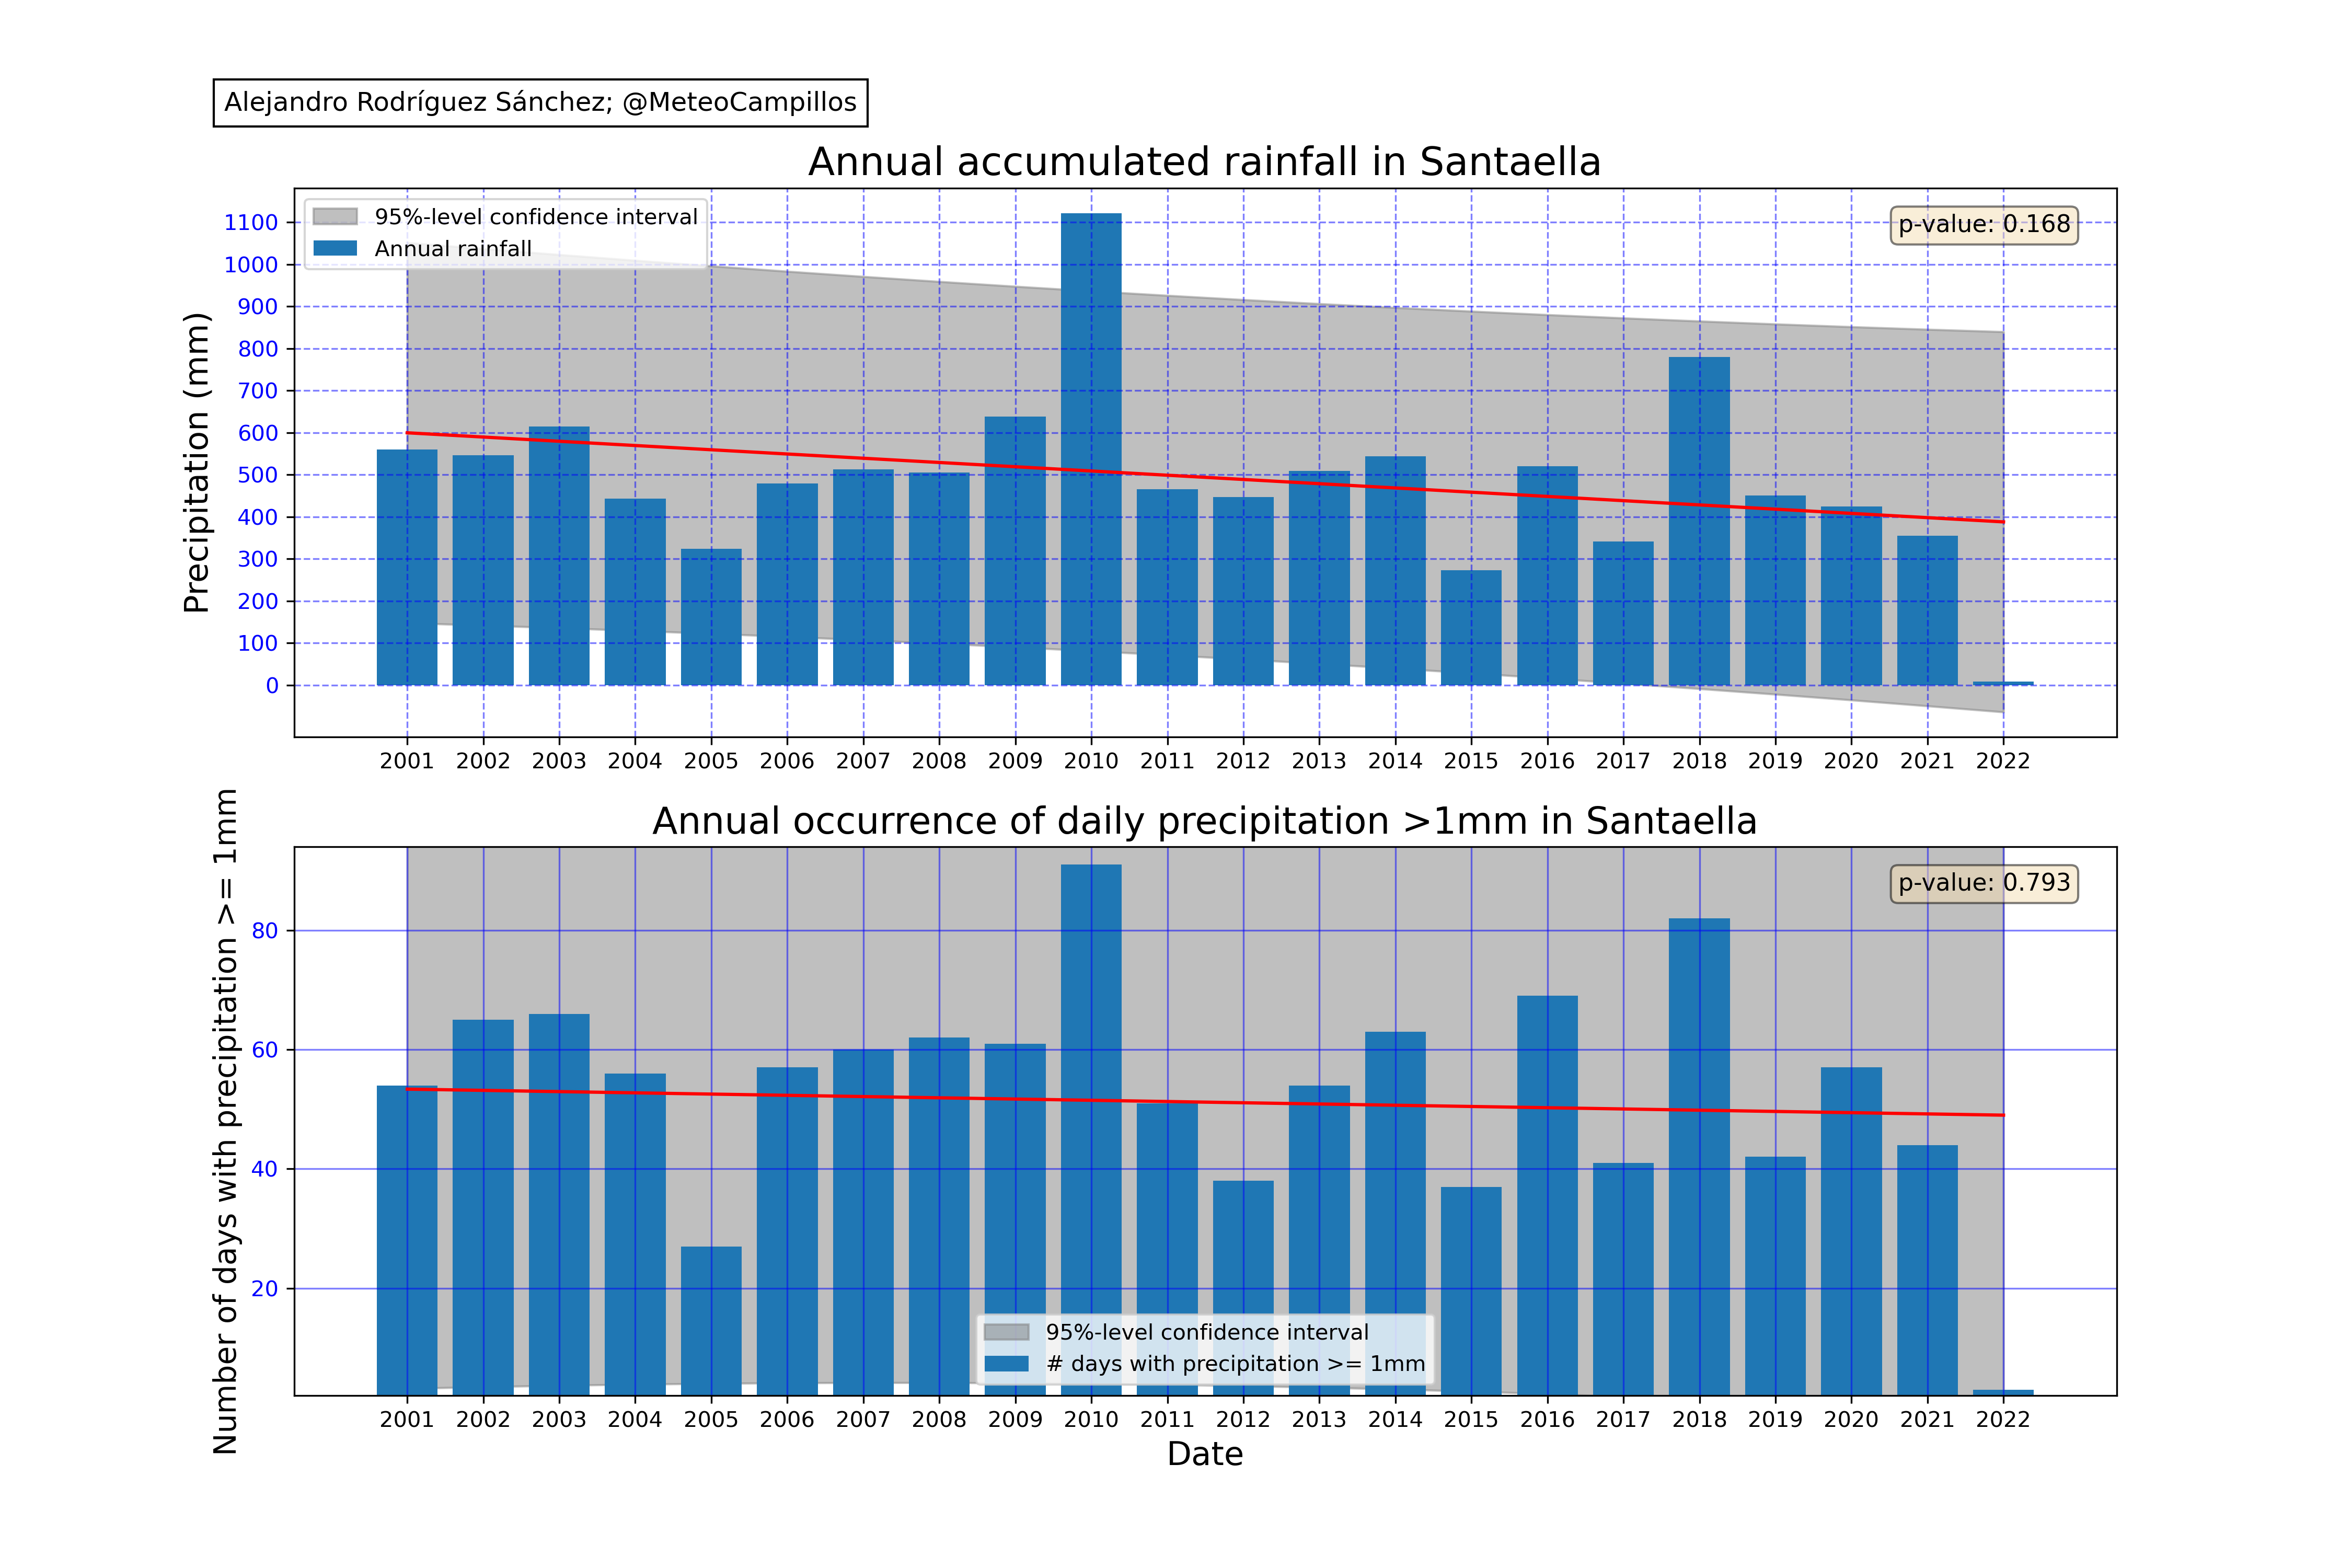 Alejandro Rodríguez Sánchez; @MeteoCampillos
Annual accumulated rainfall in Santaella
95%-level confidence interval
Annual rainfall
p-value: 0.168
Precipitation (mm)
1100
1000
900
800
700
600
500
400
300
200
100
0
2001 2002 2003 2004 2005 2006 2007 2008 2009 2010 2011 2012 2013 2014 2015 2016 2017 2018 2019 2020 2021 2022
Annual occurrence of daily precipitation >1mm in Santaella
p-value: 0.793
Number of days with precipitation >= 1mm
80
60
40
20
95%-level confidence interval
# days with precipitation >= 1mm
2001 2002 2003 2004 2005 2006 2007 2008 2009 2010 2011 2012 2013 2014 2015 2016 2017 2018 2019 2020 2021 2022
Date